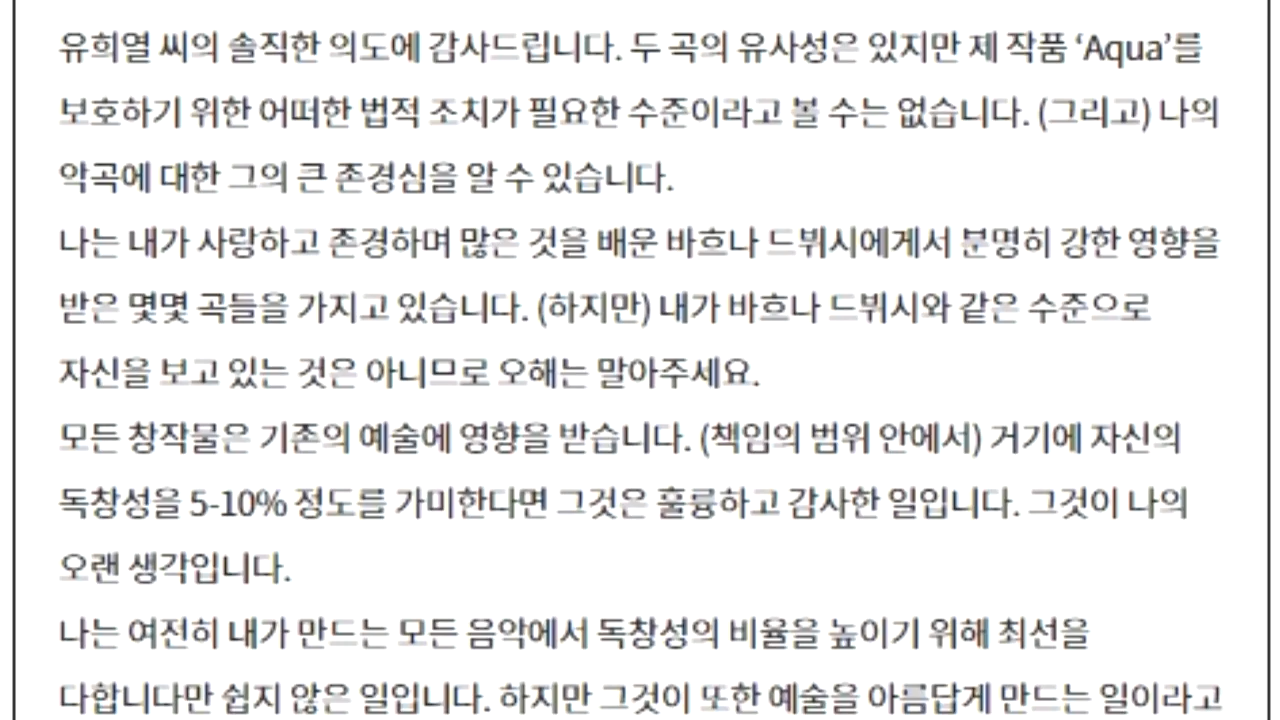 유희열 씨의 솔직한 의도에 감사드립니다. 두 곡의 유사성은 있지만 제 작품 ‘Aqua’를
보호하기 위한 어떠한 법적 조치가 필요한 수준이라고 볼 수는 없습니다. (그리고) 나의
악곡에 대한 그의 큰 존경심을 알 수 있습니다.
나는 내가 사랑하고 존경하며 많은 것을 배운 바흐나 드뷔시에게서 분명히 강한 영향을
받은 몇몇 곡들을 가지고 있습니다. (하지만) 내가 바흐나 드뷔시와 같은 수준으로
자신을 보고 있는 것은 아니므로 오해는 말아주세요.
모든 창작물은 기존의 예술에 영향을 받습니다. (책임의 범위 안에서) 거기에 자신의
독창성을 5-10% 정도를 가미한다면 그것은 훌륭하고 감사한 일입니다. 그것이 나의
오랜 생각입니다.
나는 여전히 내가 만드는 모든 음악에서 독창성의 비율을 높이기 위해 최선을
다합니다만 쉽지 않은 일입니다. 하지만 그것이 또한 예술을 아름답게 만드는 일이라고